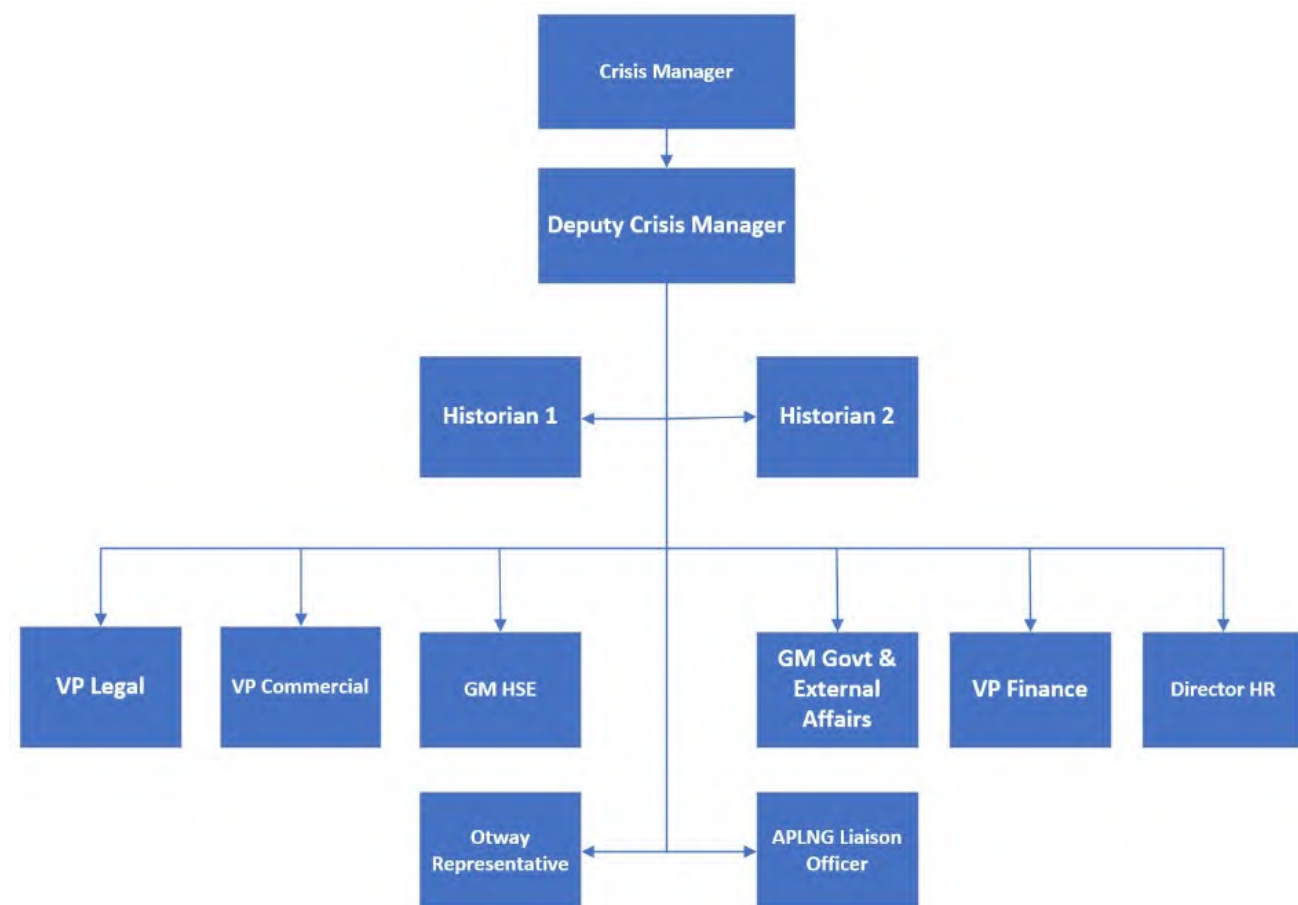 Crisis Manager
Deputy Crisis Manager
Historian 1
Historian 2
VP Legal
VP Commercial
GM HSE
GM Govt &
External
Affairs
VP Finance
Director HR
Otway
Representative
APLNG Liaison
Officer